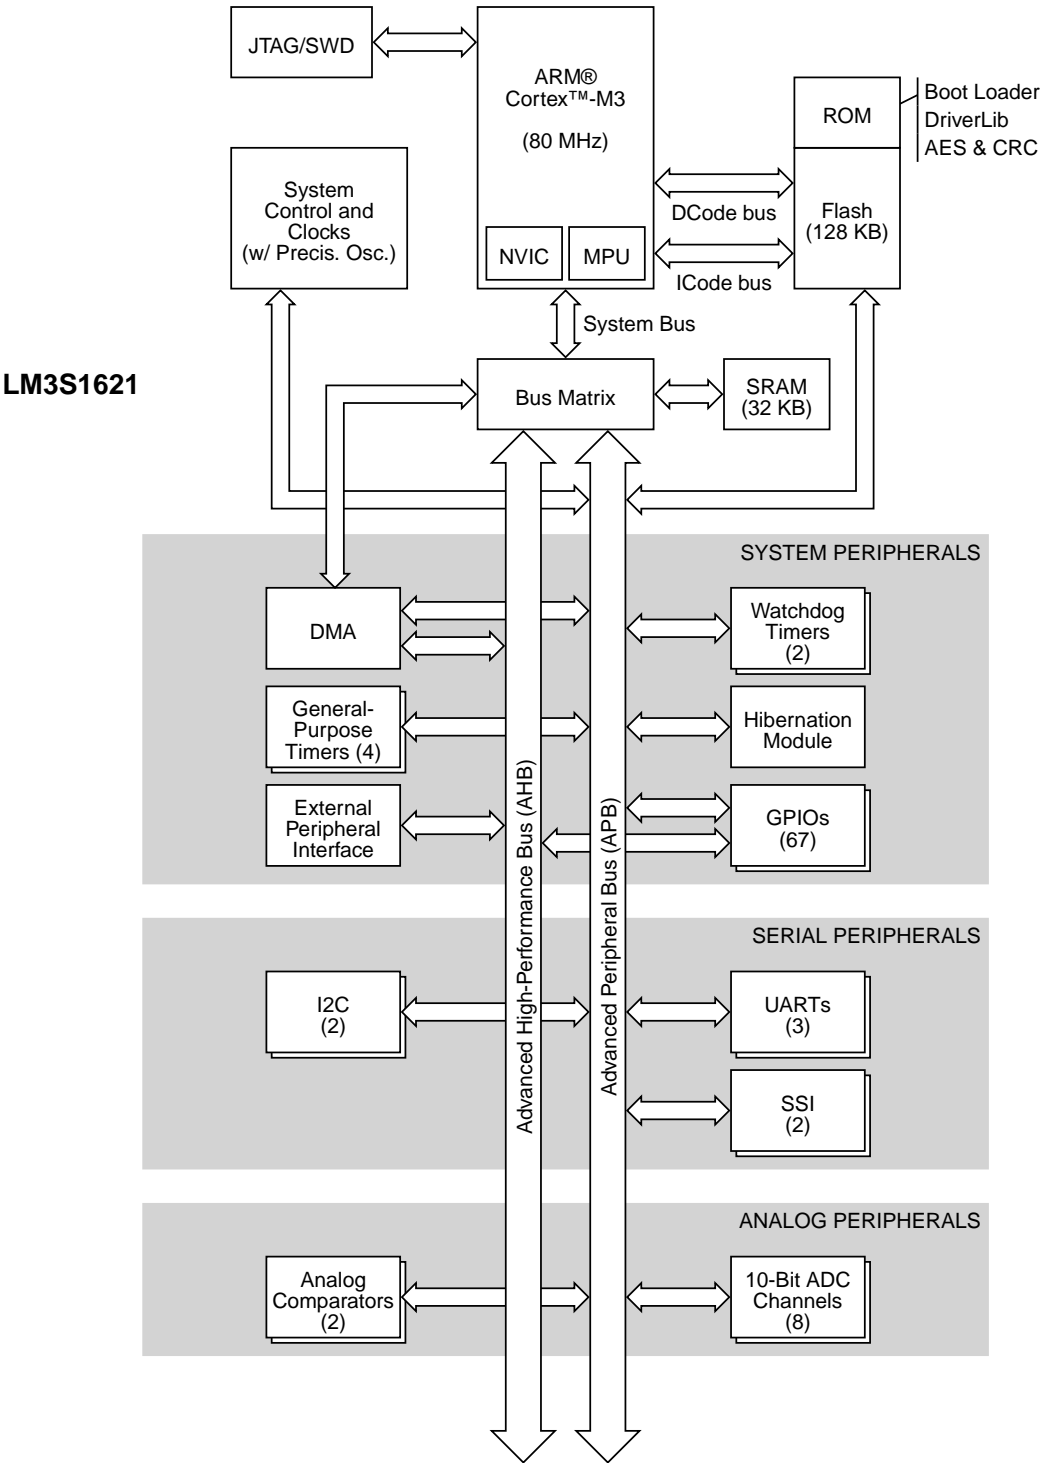 JTAG/SWD
ARM®
Cortex™-M3
(80 MHz)
NVIC
MPU
ROM
Boot Loader
DriverLib
AES & CRC
System
Control and
Clocks
(w/ Precis. Osc.)
DCode bus
Flash
(128 KB)
ICode bus
System Bus
LM3S1621
Bus Matrix
SRAM
(32 KB)
SYSTEM PERIPHERALS
DMA
Watchdog
Timers
(2)
General-
Purpose
Timers (4)
Hibernation
Module
External
Peripheral
Interface
GPIOs
(67)
Advanced High-Performance Bus (AHB)
Advanced Peripheral Bus (APB)
SERIAL PERIPHERALS
I2C
(2)
UARTs
(3)
SSI
(2)
ANALOG PERIPHERALS
Analog
Comparators
(2)
10-Bit ADC
Channels
(8)